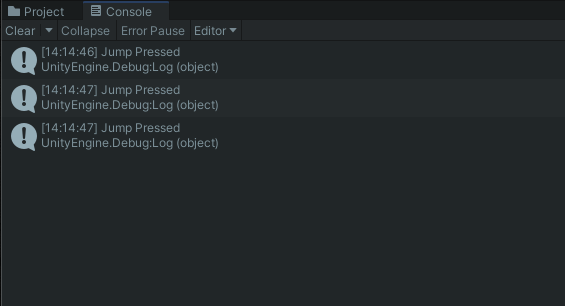 Project Console
Clear Collapse Error Pause Editor
[14:14:46] Jump Pressed
UnityEngine.Debug:Log (object)
[14:14:47] Jump Pressed
UnityEngine.Debug:Log (object)
[14:14:47] Jump Pressed
UnityEngine.Debug:Log (object)